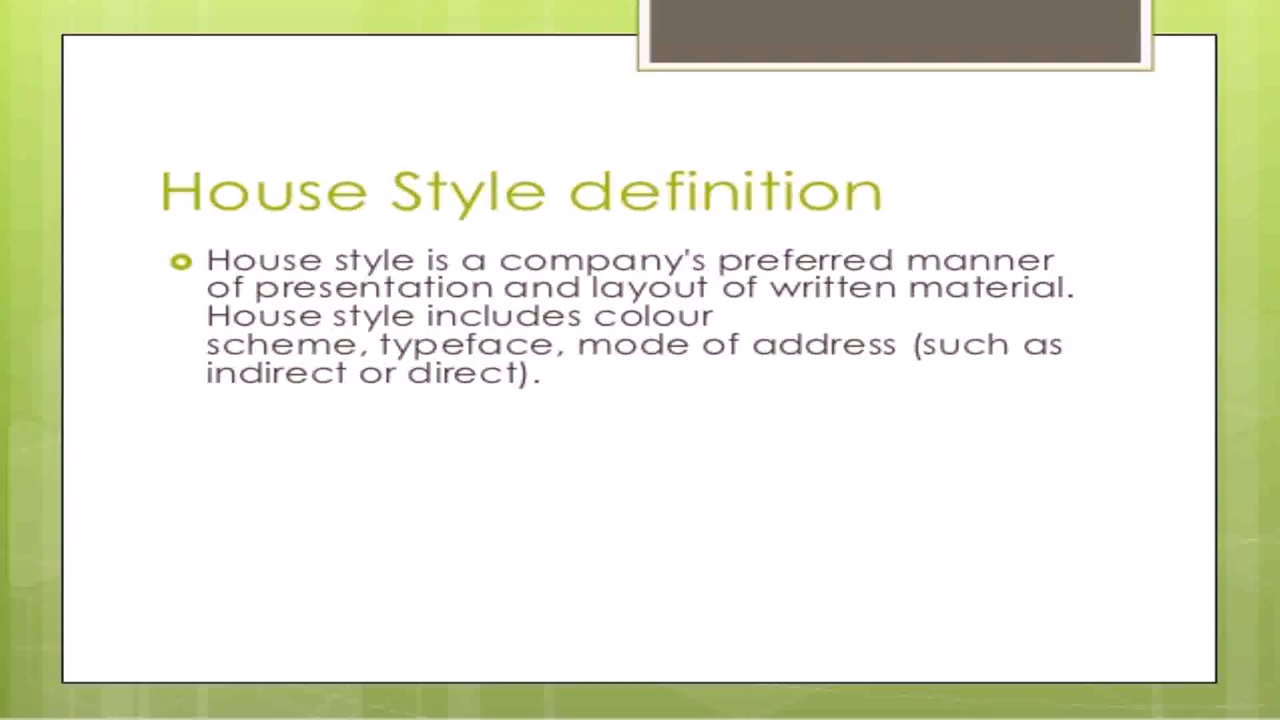 House Style definition
House style is a company's preferred manner
of presentation and layout of written material.
House style includes colour
scheme, typeface, mode of address (such as
indirect or direct).